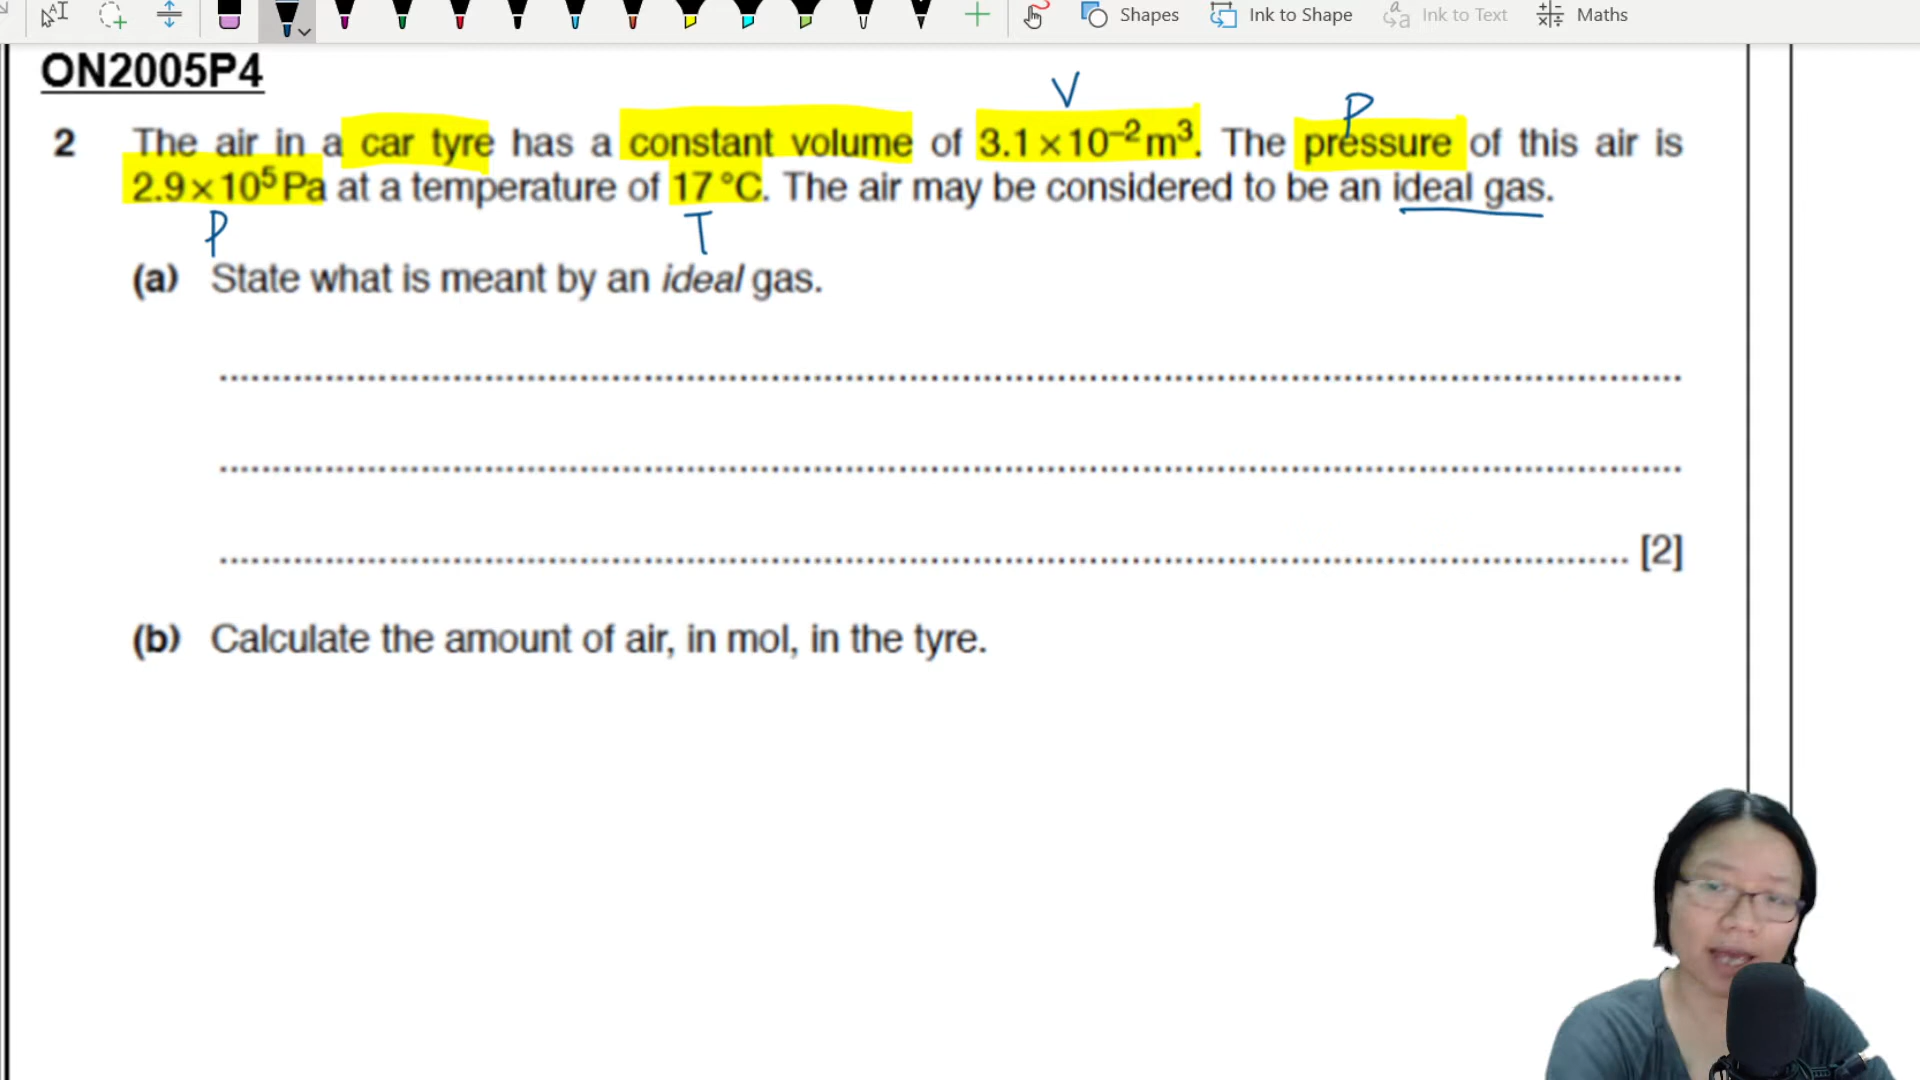 Shapes Ink to Shape Ink to Text Maths
ON2005P4
V
P
2 The air in a car tyre has a constant volume of 3.1 × 10⁻² m³. The pressure of this air is
2.9 × 10⁵ Pa at a temperature of 17 °C. The air may be considered to be an ideal gas.
P T
(a) State what is meant by an ideal gas.
[2]
(b) Calculate the amount of air, in mol, in the tyre.